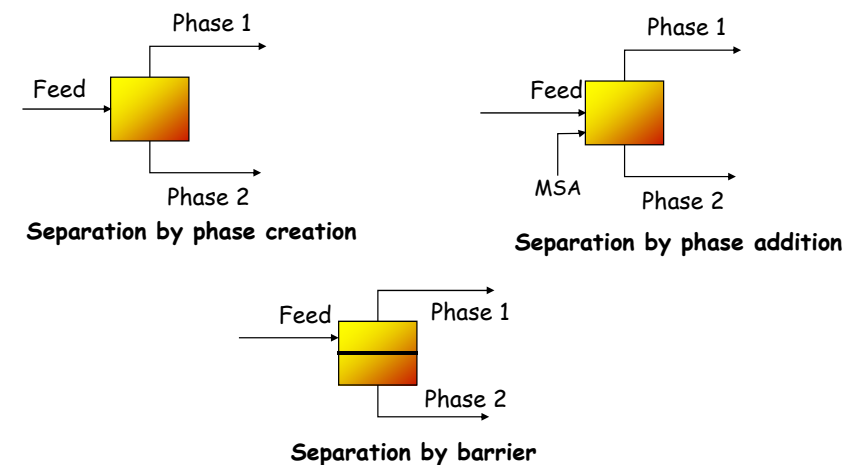 Phase 1
Feed
Phase 2
Separation by phase creation
Phase 1
Feed
MSA
Phase 2
Separation by phase addition
Feed
Phase 1
Phase 2
Separation by barrier